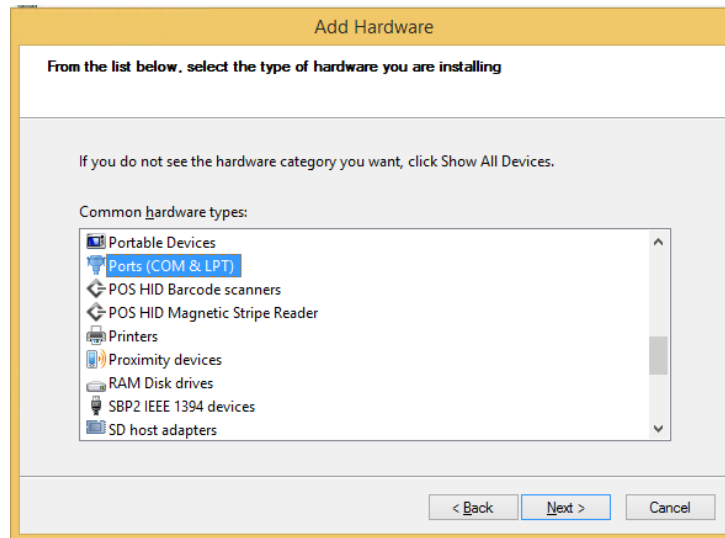 Add Hardware
From the list below, select the type of hardware you are installing
If you do not see the hardware category you want, click Show All Devices.
Common hardware types:
Portable Devices
Ports (COM & LPT)
POS HID Barcode scanners
POS HID Magnetic Stripe Reader
Printers
Proximity devices
RAM Disk drives
SBP2 IEEE 1394 devices
SD host adapters
< Back Next > Cancel